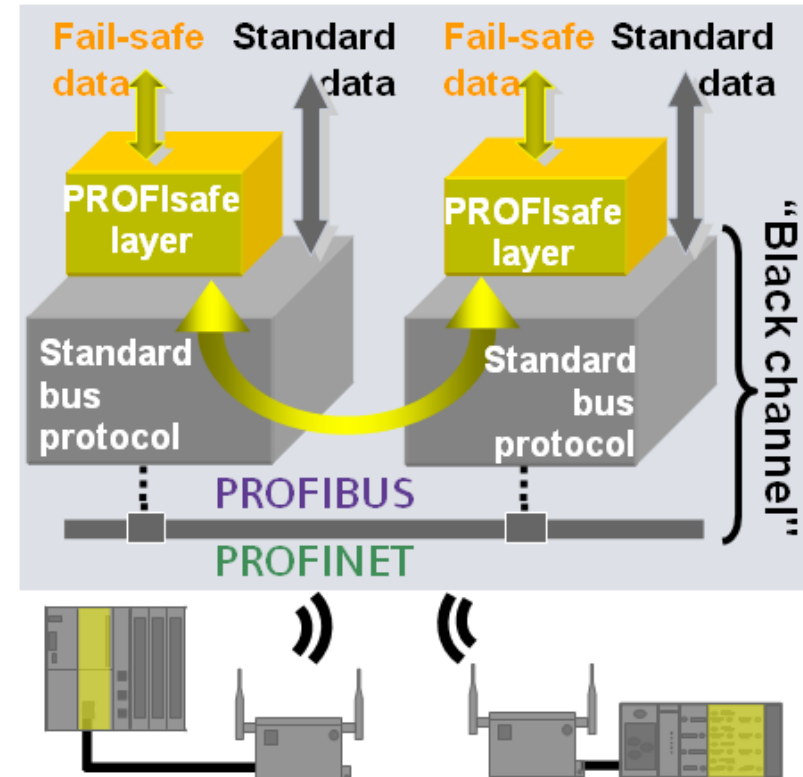 Fail-safe data
Standard data
Fail-safe data
Standard data
PROFIsafe
layer
PROFIsafe
layer
"Black channel"
Standard
bus
protocol
Standard
bus
protocol
PROFIBUS
PROFINET